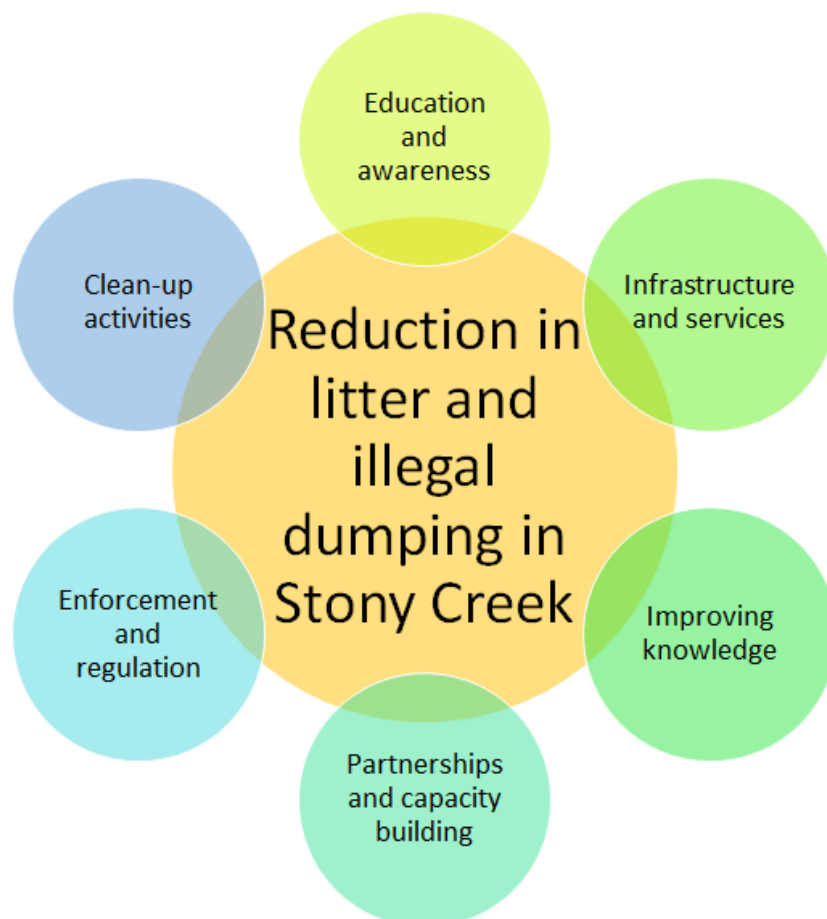 Education
and
awareness
Infrastructure
and services
Improving
knowledge
Partnerships
and capacity
building
Enforcement
and
regulation
Clean-up
activities
Reduction in
litter and
illegal
dumping in
Stony Creek